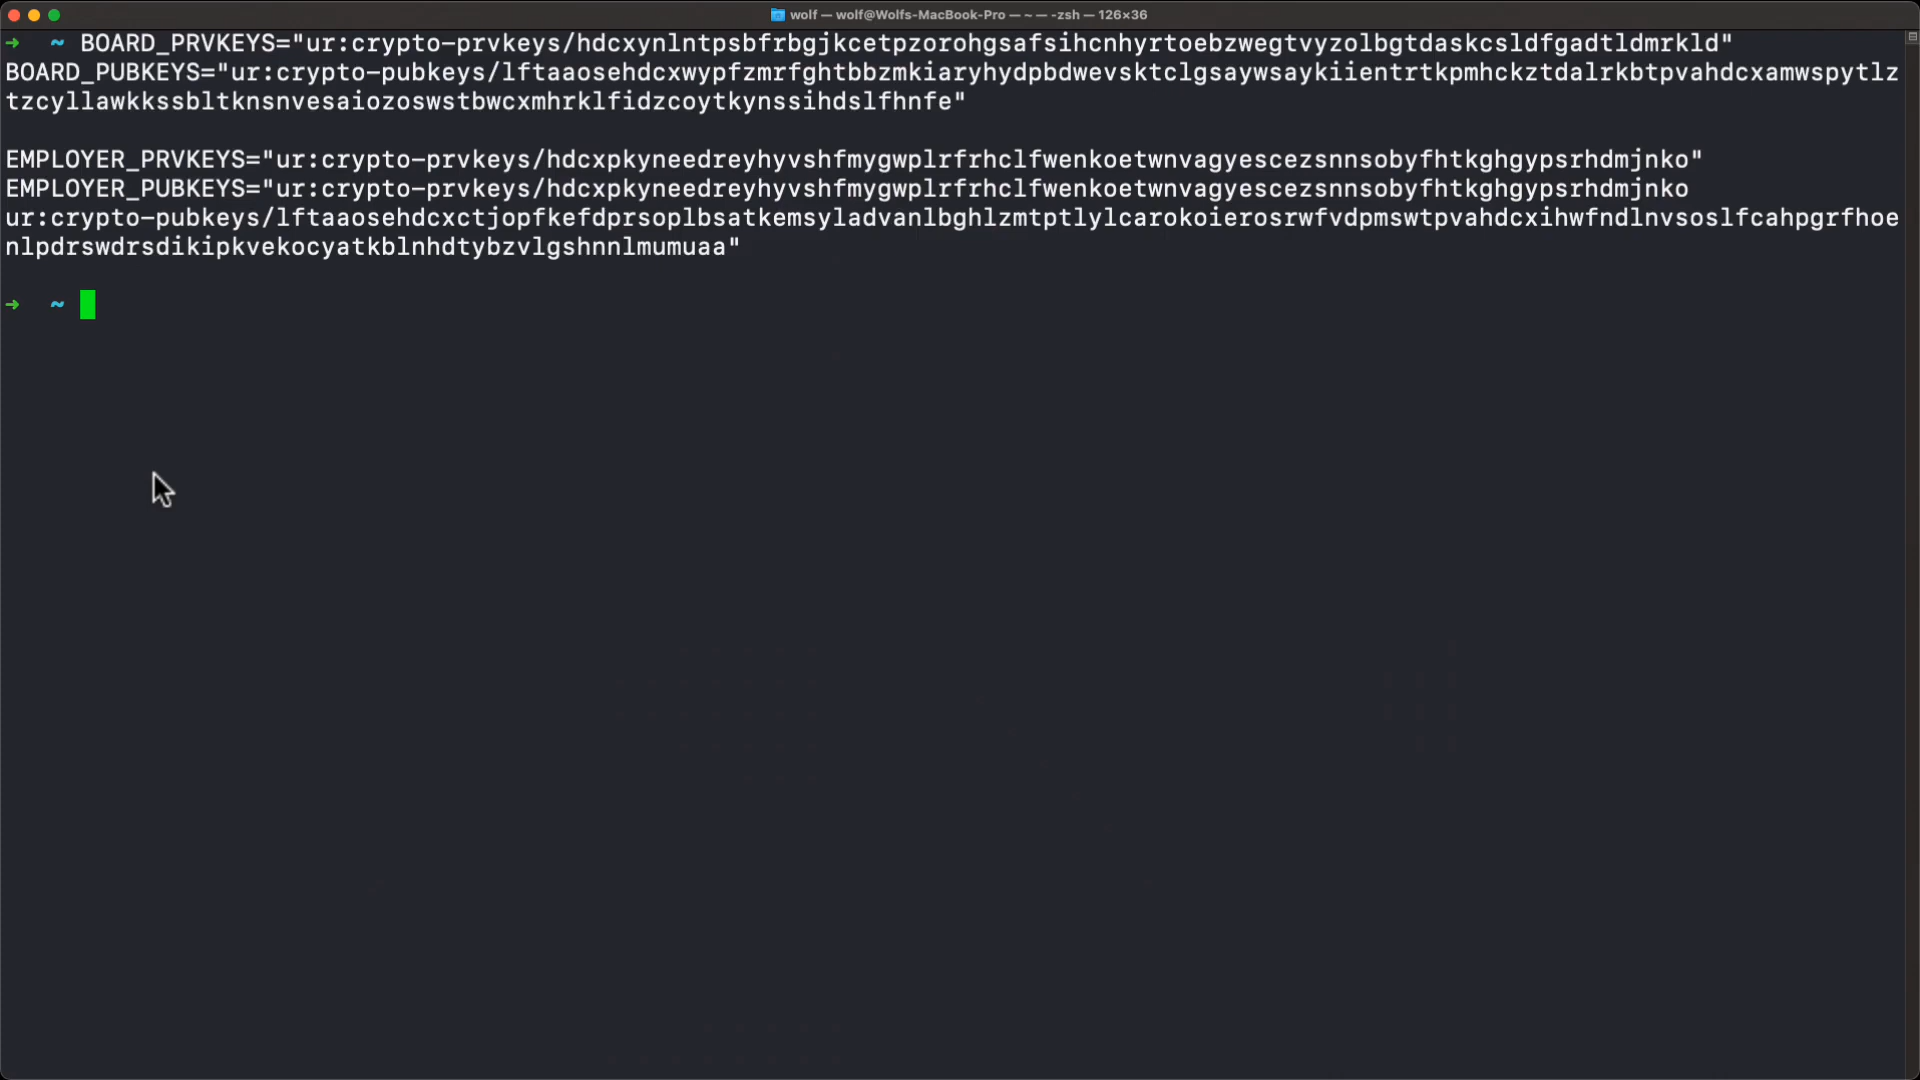 wolf — wolf@Wolfs-MacBook-Pro — ~ — -zsh — 126×36
➜ ~ BOARD_PRVKEYS="ur:crypto-prvkeys/hdcxynlntpsbfrbgjkcetpzorohgsafsihcnhyrtoebzwegtvyzolbgtdaskcsldfgadtldmrkld"
BOARD_PUBKEYS="ur:crypto-pubkeys/lftaaosehdcxwypfzmrfghtbbzmkiaryhydpbdwevsktclgsaywsaykiientrtkpmhckztdalrkbtpvahdcxamwspytlz
tzcyllawkkssbltknsnvesaiozoswstbwcxmhrklfidzcoytkynssihdslfhnfe"
EMPLOYER_PRVKEYS="ur:crypto-prvkeys/hdcxpkyneedreyhyvshfmygwplrfrhclfwenkoetwnvagyescezsnnsobyfhtkghgypsrhdmjnko"
EMPLOYER_PUBKEYS="ur:crypto-prvkeys/hdcxpkyneedreyhyvshfmygwplrfrhclfwenkoetwnvagyescezsnnsobyfhtkghgypsrhdmjnko
ur:crypto-pubkeys/lftaaosehdcxctjopfkefdprsoplbsatkemsyladvanlbghlzmtptlylcarokoierosrwfvdpmswtpvahdcxihwfndlnvsoslfcahpgrfhoe
nlpdrswdrsdikipkvekocyatkblnhdtybzvlgshnnlmumuaa"
➜ ~